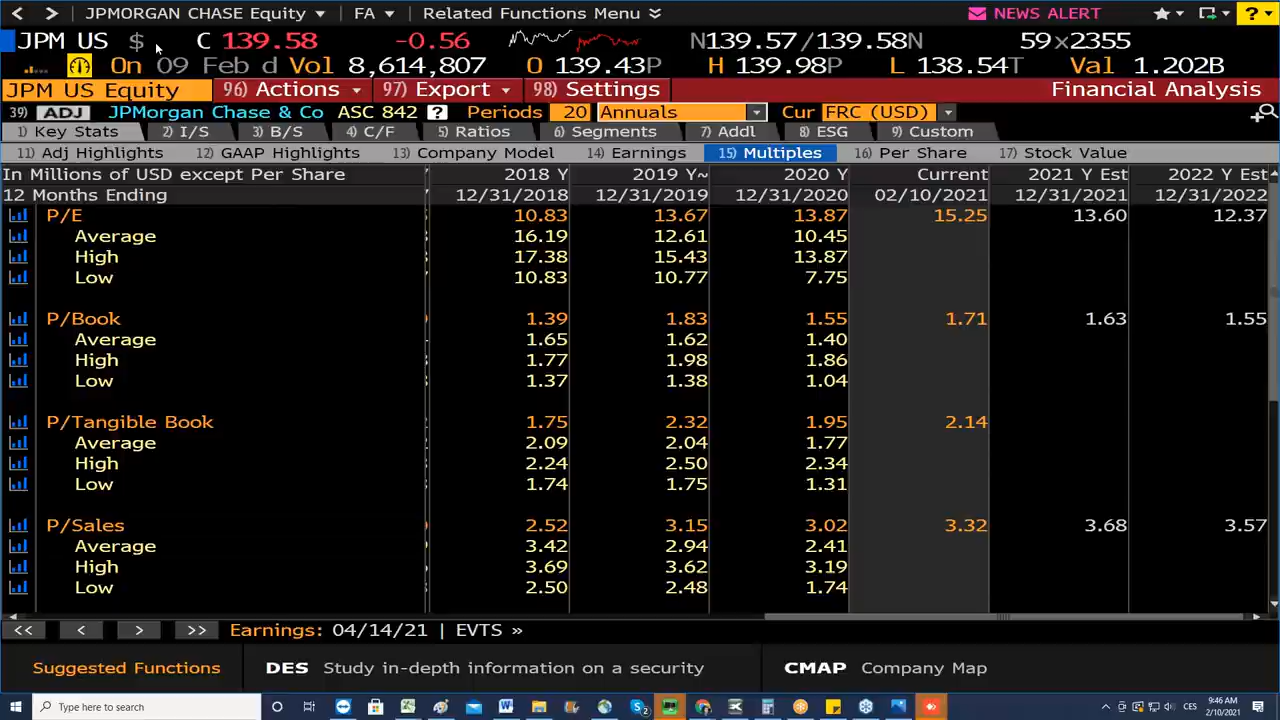 < > JPMORGAN CHASE Equity FA Related Functions Menu NEWS ALERT ?
JPM US $ C 139.58 -0.56 N139.57/139.58N 59×2355
On 09 Feb d Vol 8,614,807 O 139.43P H 139.98P L 138.54T Val 1.202B
JPM US Equity 96) Actions 97) Export 98) Settings Financial Analysis
39) ADJ JPMorgan Chase & Co ASC 842 ? Periods 20 Annuals Cur FRC (USD)
1) Key Stats 2) I/S 3) B/S 4) C/F 5) Ratios 6) Segments 7) Addl 8) ESG 9) Custom
11) Adj Highlights 12) GAAP Highlights 13) Company Model 14) Earnings 15) Multiples 16) Per Share 17) Stock Value
In Millions of USD except Per Share 2018 Y 2019 Y~ 2020 Y Current 2021 Y Est 2022 Y Est
12 Months Ending 12/31/2018 12/31/2019 12/31/2020 02/10/2021 12/31/2021 12/31/2022
P/E 10.83 13.67 13.87 15.25 13.60 12.37
Average 16.19 12.61 10.45
High 17.38 15.43 13.87
Low 10.83 10.77 7.75
P/Book 1.39 1.83 1.55 1.71 1.63 1.55
Average 1.65 1.62 1.40
High 1.77 1.98 1.86
Low 1.37 1.38 1.04
P/Tangible Book 1.75 2.32 1.95 2.14
Average 2.09 2.04 1.77
High 2.24 2.50 2.34
Low 1.74 1.75 1.31
P/Sales 2.52 3.15 3.02 3.32 3.68 3.57
Average 3.42 2.94 2.41
High 3.69 3.62 3.19
Low 2.50 2.48 1.74
<< < > >> Earnings: 04/14/21 | EVTS »
Suggested Functions DES Study in-depth information on a security CMAP Company Map
Type here to search CES 9:46 AM
2/10/2021